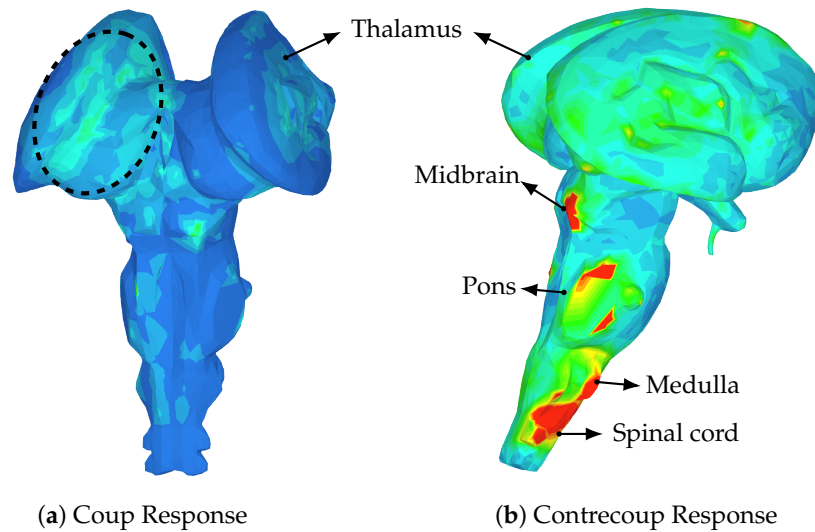 Thalamus
Midbrain
Pons
Medulla
Spinal cord
(a) Coup Response
(b) Contrecoup Response